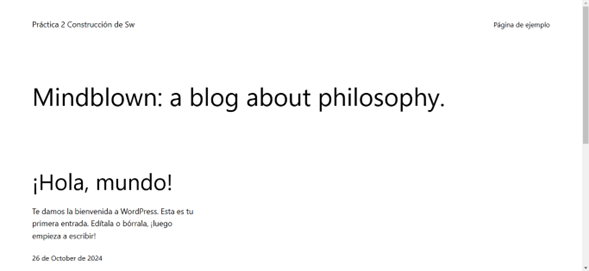 Práctica 2 Construcción de Sw
Página de ejemplo
Mindblown: a blog about philosophy.
¡Hola, mundo!
Te damos la bienvenida a WordPress. Esta es tu
primera entrada. Edítala o bórrala, ¡luego
empieza a escribir!
26 de October de 2024